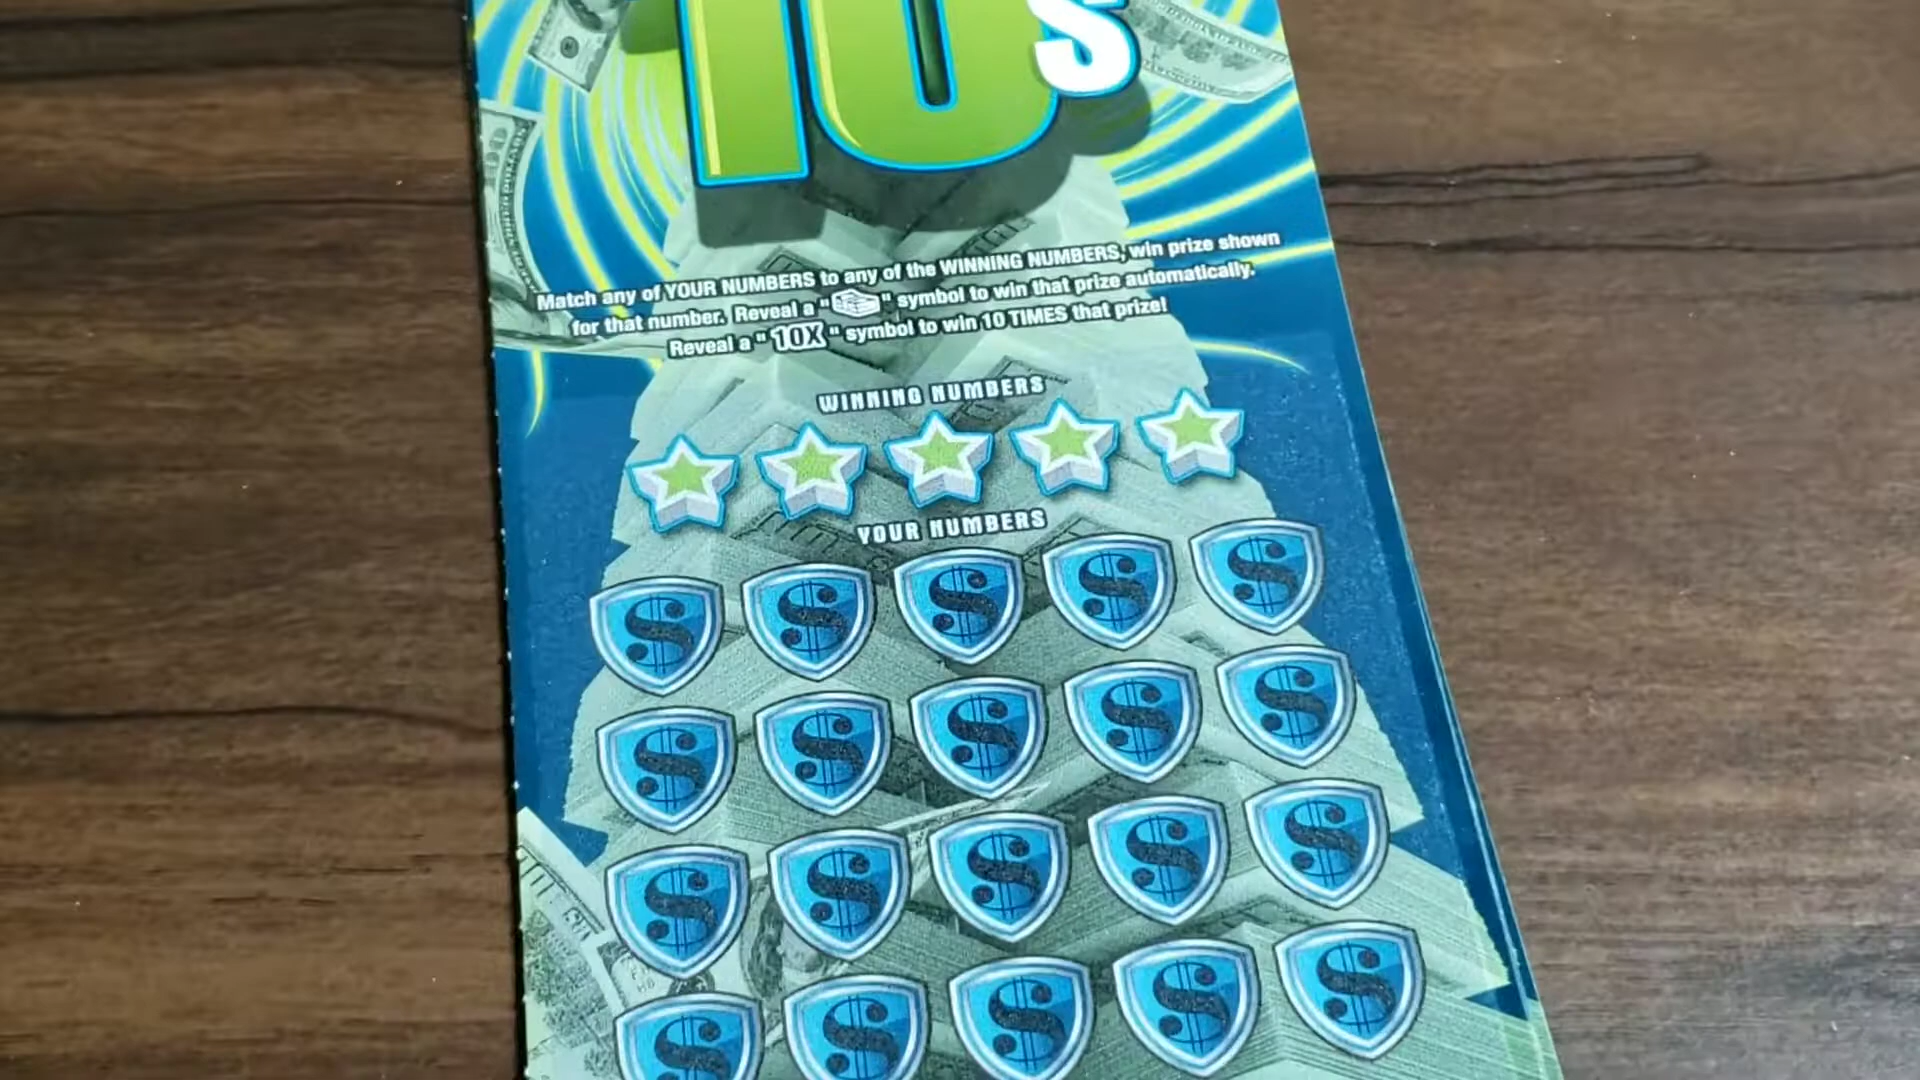 10s
Match any of YOUR NUMBERS to any of the WINNING NUMBERS, win prize shown
for that number. Reveal a " " symbol to win that prize automatically.
Reveal a "10X" symbol to win 10 TIMES that prize!
WINNING NUMBERS
YOUR NUMBERS